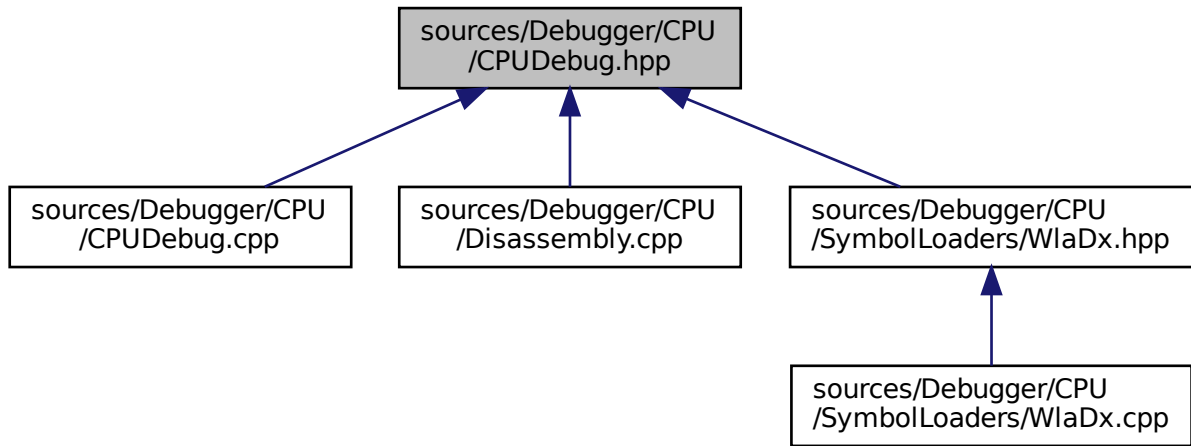 sources/Debugger/CPU
/CPUDebug.hpp
sources/Debugger/CPU
/CPUDebug.cpp
sources/Debugger/CPU
/Disassembly.cpp
sources/Debugger/CPU
/SymbolLoaders/WlaDx.hpp
sources/Debugger/CPU
/SymbolLoaders/WlaDx.cpp